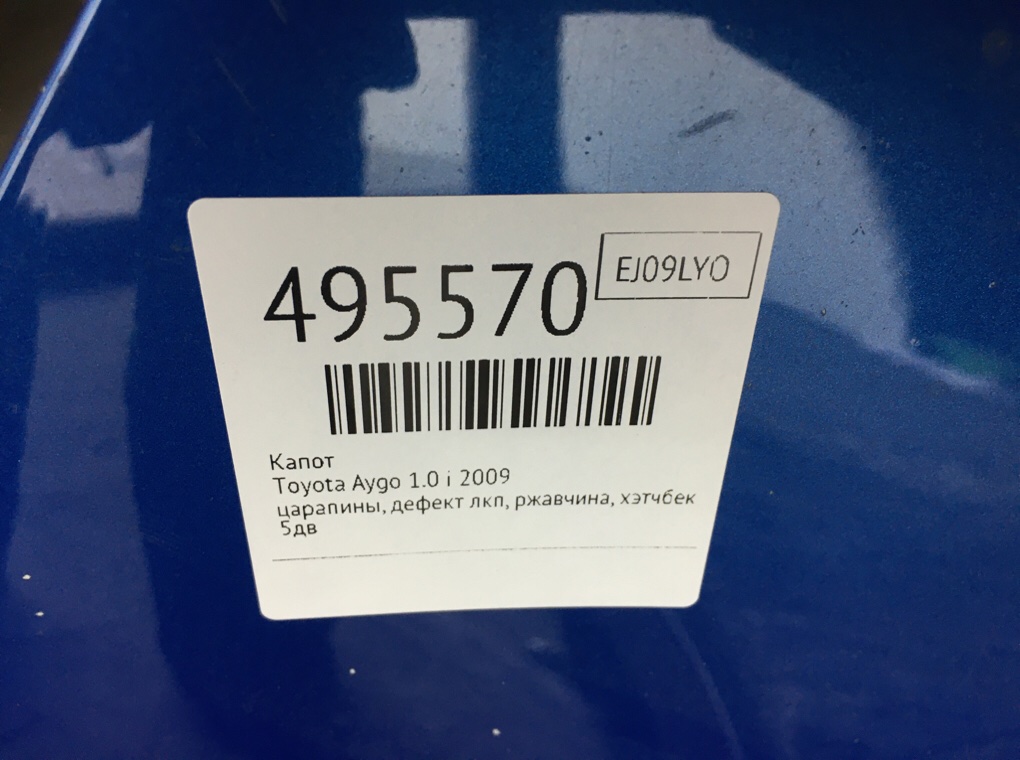 495570
EJ09LYO
Капот
Toyota Aygo 1.0 i 2009
царапины, дефект лкп, ржавчина, хэтчбек
5дв